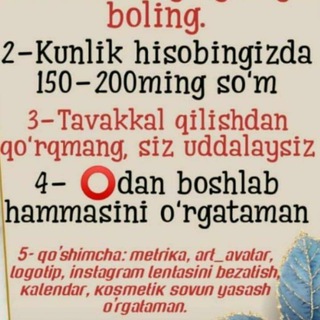 boling.
2-Kunlik hisobingizda
150-200ming so'm
3-Tavakkal qilishdan
qo'rqmang, siz uddalaysiz
4- ⭕dan boshlab
hammasini o'rgataman
5- qo'shimcha: metrika, art_avatar,
logotip, instagram lentasini bezatish,
kalendar, kosmetik sovun yasash
o'rgataman.